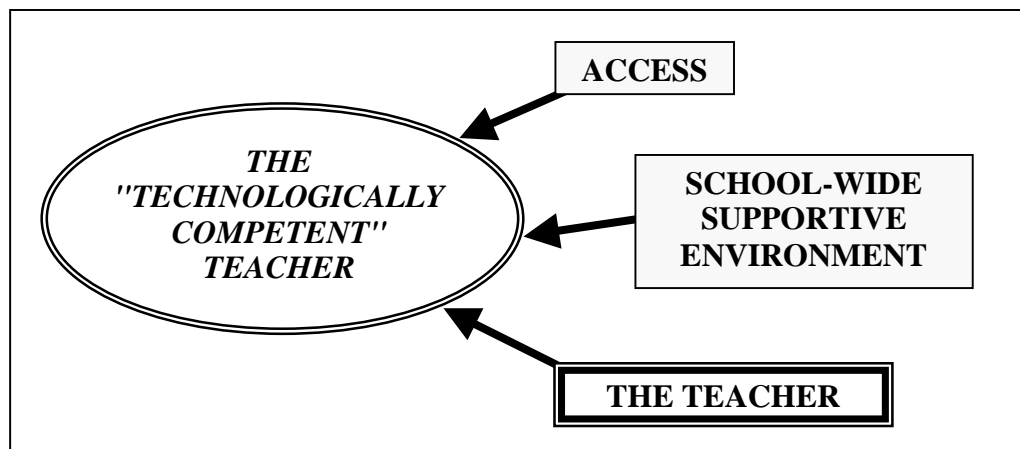 ACCESS
THE
"TECHNOLOGICALLY
COMPETENT"
TEACHER
SCHOOL-WIDE
SUPPORTIVE
ENVIRONMENT
THE TEACHER